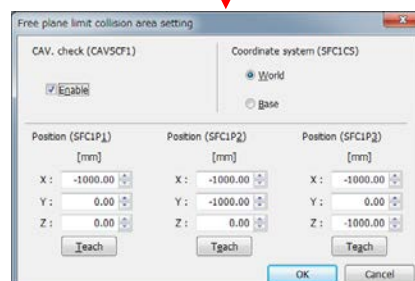 Free plane limit collision area setting
CAV. check (CAVSCF1)
Enable
Coordinate system (SFC1CS)
World
Base
Position (SFC1P1)
[mm]
X : -1000.00
Y : 0.00
Z : 0.00
Teach
Position (SFC1P2)
[mm]
X : -1000.00
Y : -1000.00
Z : 0.00
Teach
Position (SFC1P3)
[mm]
X : -1000.00
Y : 0.00
Z : -1000.00
Teach
OK Cancel